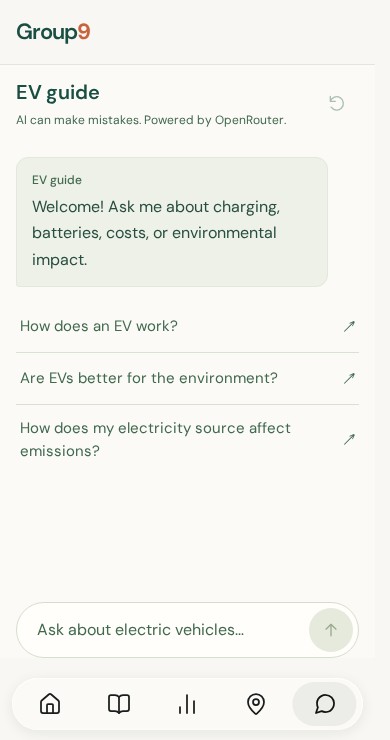 Group9
EV guide
AI can make mistakes. Powered by OpenRouter.
EV guide
Welcome! Ask me about charging,
batteries, costs, or environmental
impact.
How does an EV work?
Are EVs better for the environment?
How does my electricity source affect
emissions?
Ask about electric vehicles...